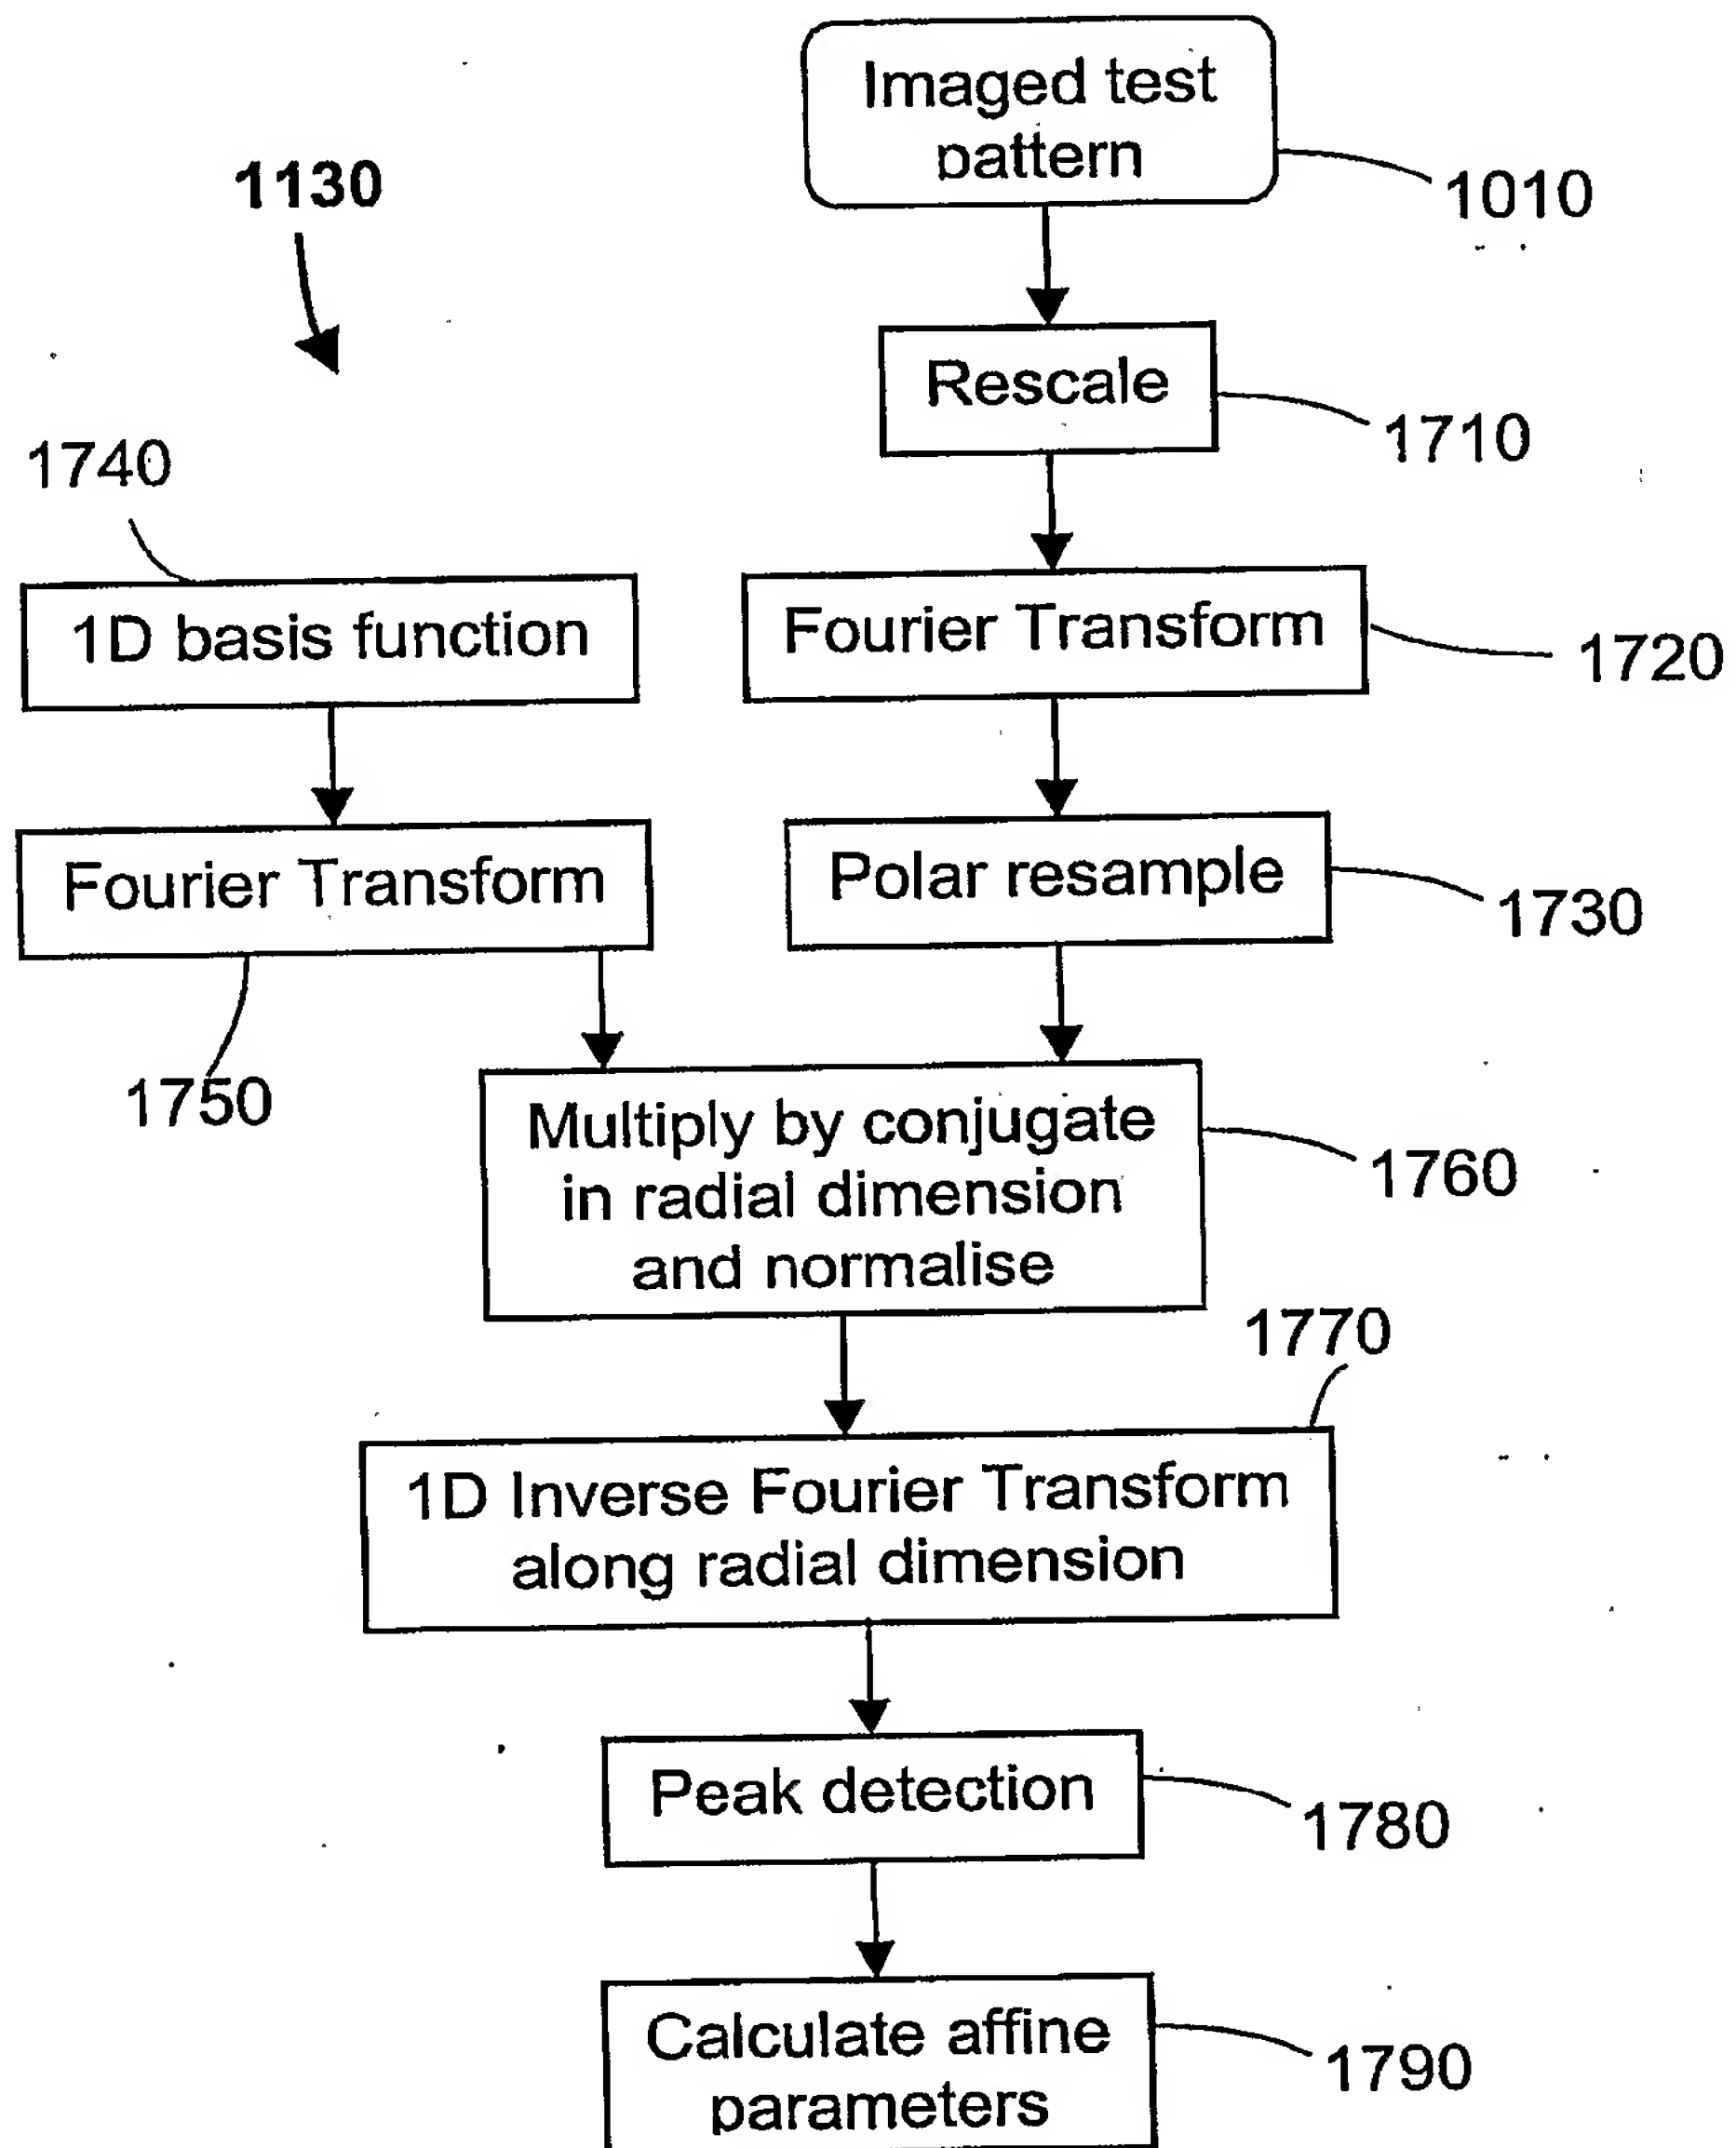 Imaged test
pattern
1130
1010
Rescale
1710
1740
1D basis function
Fourier Transform
1720
Fourier Transform
Polar resample
1730
1750
Multiply by conjugate
in radial dimension
and normalise
1760
1770
1D Inverse Fourier Transform
along radial dimension
Peak detection
1780
Calculate affine
parameters
1790